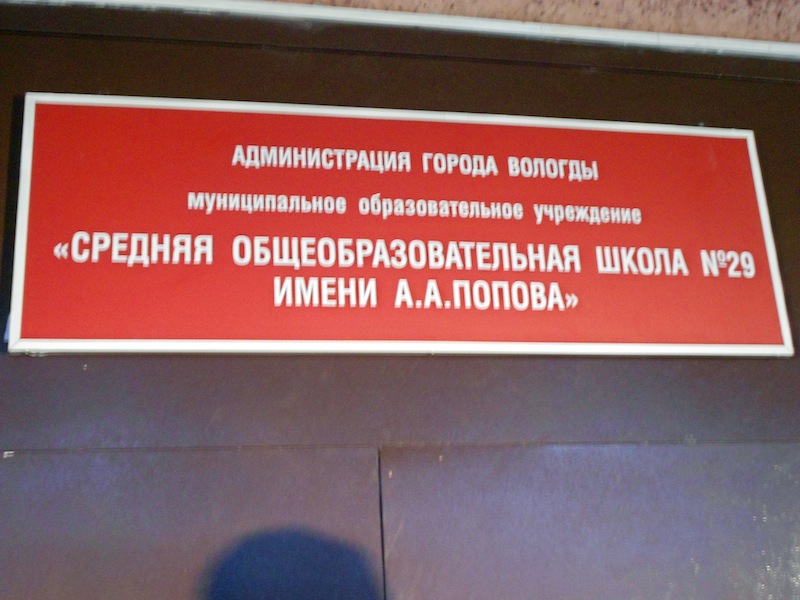 АДМИНИСТРАЦИЯ ГОРОДА ВОЛОГДЫ
муниципальное образовательное учреждение
«СРЕДНЯЯ ОБЩЕОБРАЗОВАТЕЛЬНАЯ ШКОЛА №29
ИМЕНИ А.А.ПОПОВА»